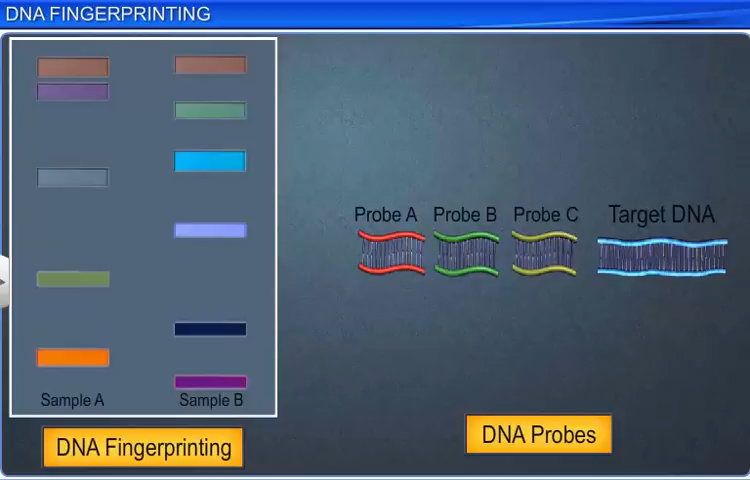 DNA FINGERPRINTING
Sample A
Sample B
DNA Fingerprinting
Probe A
Probe B
Probe C
Target DNA
DNA Probes